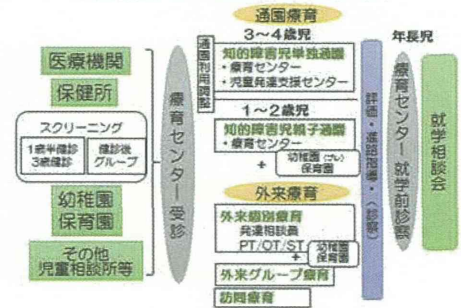 医療機関
保健所
スクリーニング
1歳半健診
3歳健診
健診後
グループ
幼稚園
保育園
その他
児童相談所等
療育センター受診
通園利用調整
通園療育
3〜4歳児
知的障害児単独通園
・療育センター
・児童発達支援センター
1〜2歳児
知的障害児親子通園
・療育センター
+
幼稚園(プレ)
保育園
外来療育
外来個別療育
発達相談員
PT/OT/ST
+
幼稚園
保育園
外来グループ療育
訪問療育
評価・進路指導・(診察)
年長児
療育センター就学前診察
就学相談会